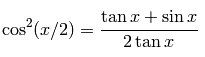 cos²(x/2) = (tan x + sin x) / (2 tan x)